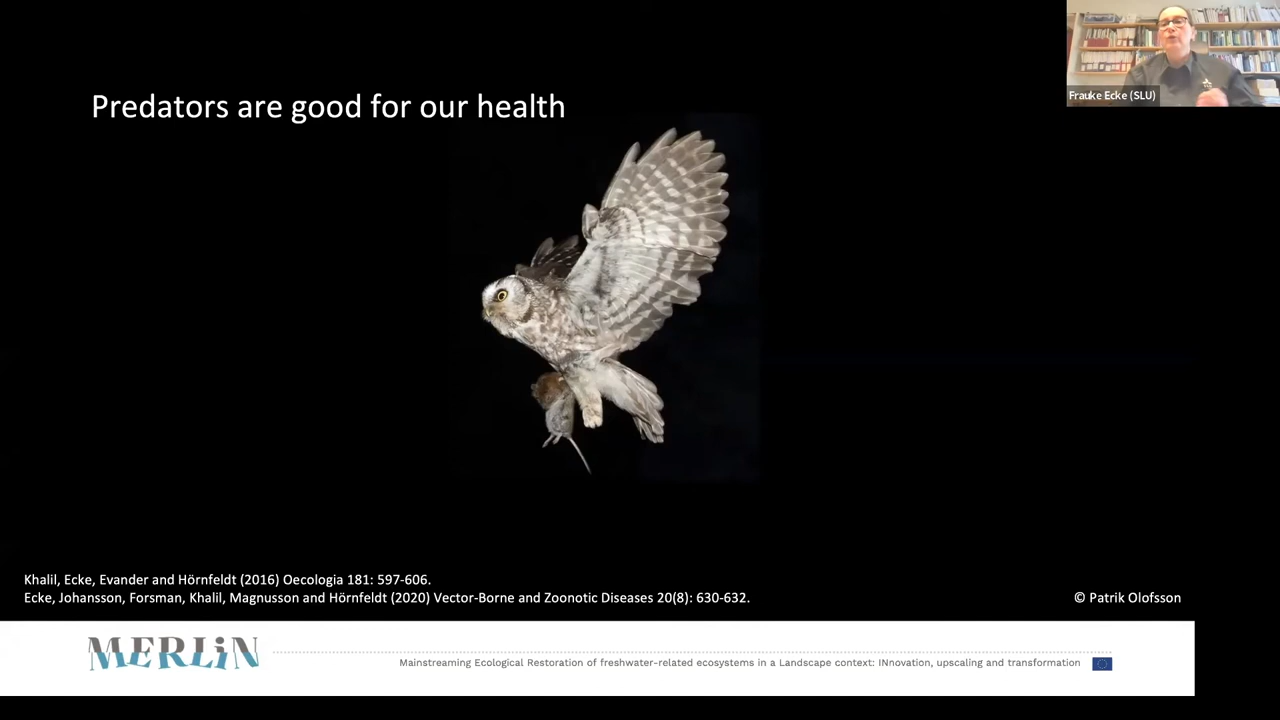 Frauke Ecke (SLU)
Predators are good for our health
Khalil, Ecke, Evander and Hörnfeldt (2016) Oecologia 181: 597-606.
Ecke, Johansson, Forsman, Khalil, Magnusson and Hörnfeldt (2020) Vector-Borne and Zoonotic Diseases 20(8): 630-632.
© Patrik Olofsson
MERLiN
Mainstreaming Ecological Restoration of freshwater-related ecosystems in a Landscape context: INnovation, upscaling and transformation